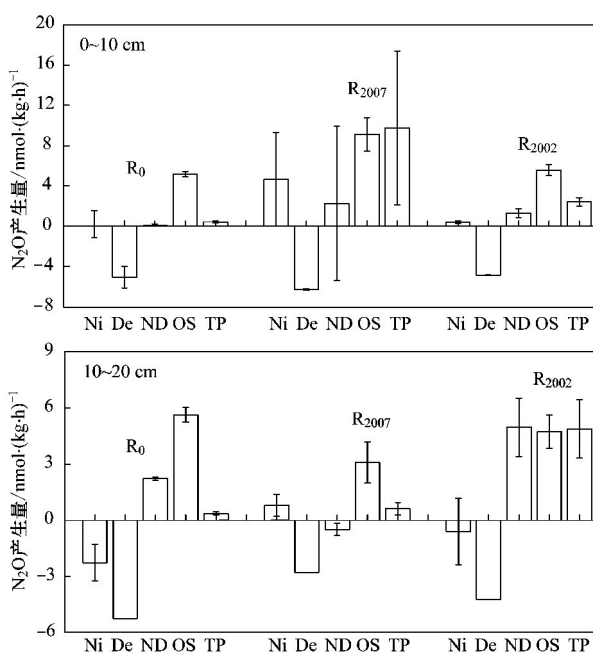 20
16
12
8
4
0
−4
−8
N₂O产生量/nmol·(kg·h)⁻¹
0~10 cm
R₀
R₂₀₀₇
R₂₀₀₂
Ni De ND OS TP Ni De ND OS TP Ni De ND OS TP
9
6
3
0
−3
−6
N₂O产生量/nmol·(kg·h)⁻¹
10~20 cm
R₀
R₂₀₀₇
R₂₀₀₂
Ni De ND OS TP Ni De ND OS TP Ni De ND OS TP